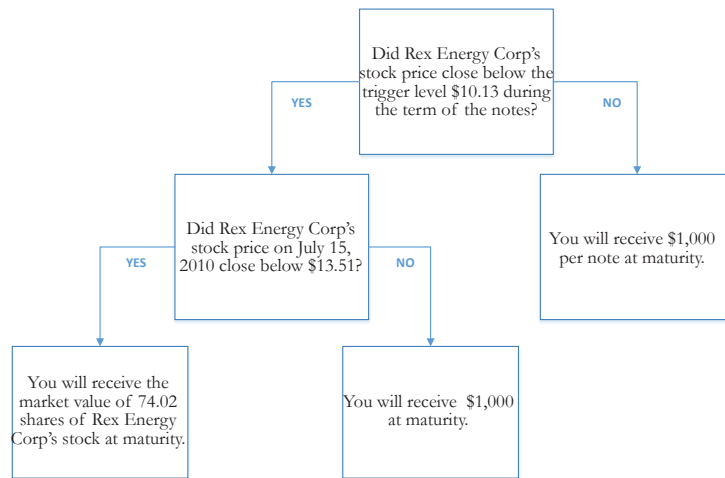 Did Rex Energy Corp's
stock price close below the
trigger level $10.13 during
the term of the notes?
YES
NO
Did Rex Energy Corp's
stock price on July 15,
2010 close below $13.51?
You will receive $1,000
per note at maturity.
YES
NO
You will receive the
market value of 74.02
shares of Rex Energy
Corp's stock at maturity.
You will receive $1,000
at maturity.